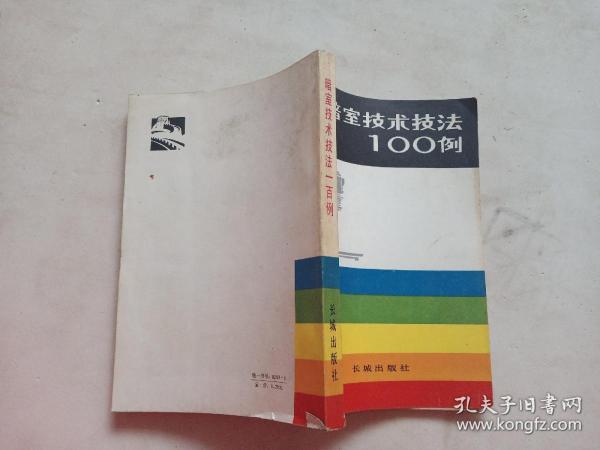 暗室技术技法
100例
长城出版社
暗室技术技法一百例
长城出版社
孔夫子旧书网
www.kongfz.com